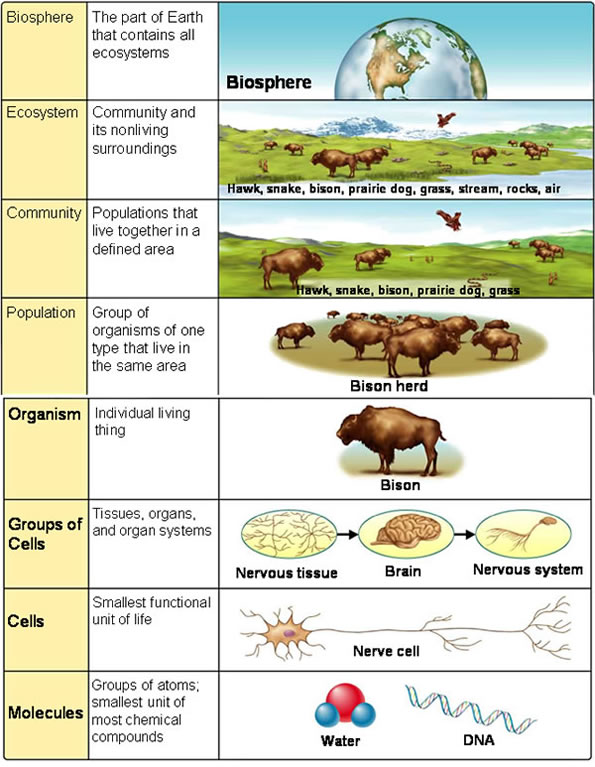 Biosphere
The part of Earth
that contains all
ecosystems
Biosphere
Ecosystem
Community and
its nonliving
surroundings
Hawk, snake, bison, prairie dog, grass, stream, rocks, air
Community
Populations that
live together in a
defined area
Hawk, snake, bison, prairie dog, grass
Population
Group of
organisms of one
type that live in
the same area
Bison herd
Organism
Individual living
thing
Bison
Groups of
Cells
Tissues, organs,
and organ systems
Nervous tissue
Brain
Nervous system
Cells
Smallest functional
unit of life
Nerve cell
Molecules
Groups of atoms;
smallest unit of
most chemical
compounds
Water
DNA